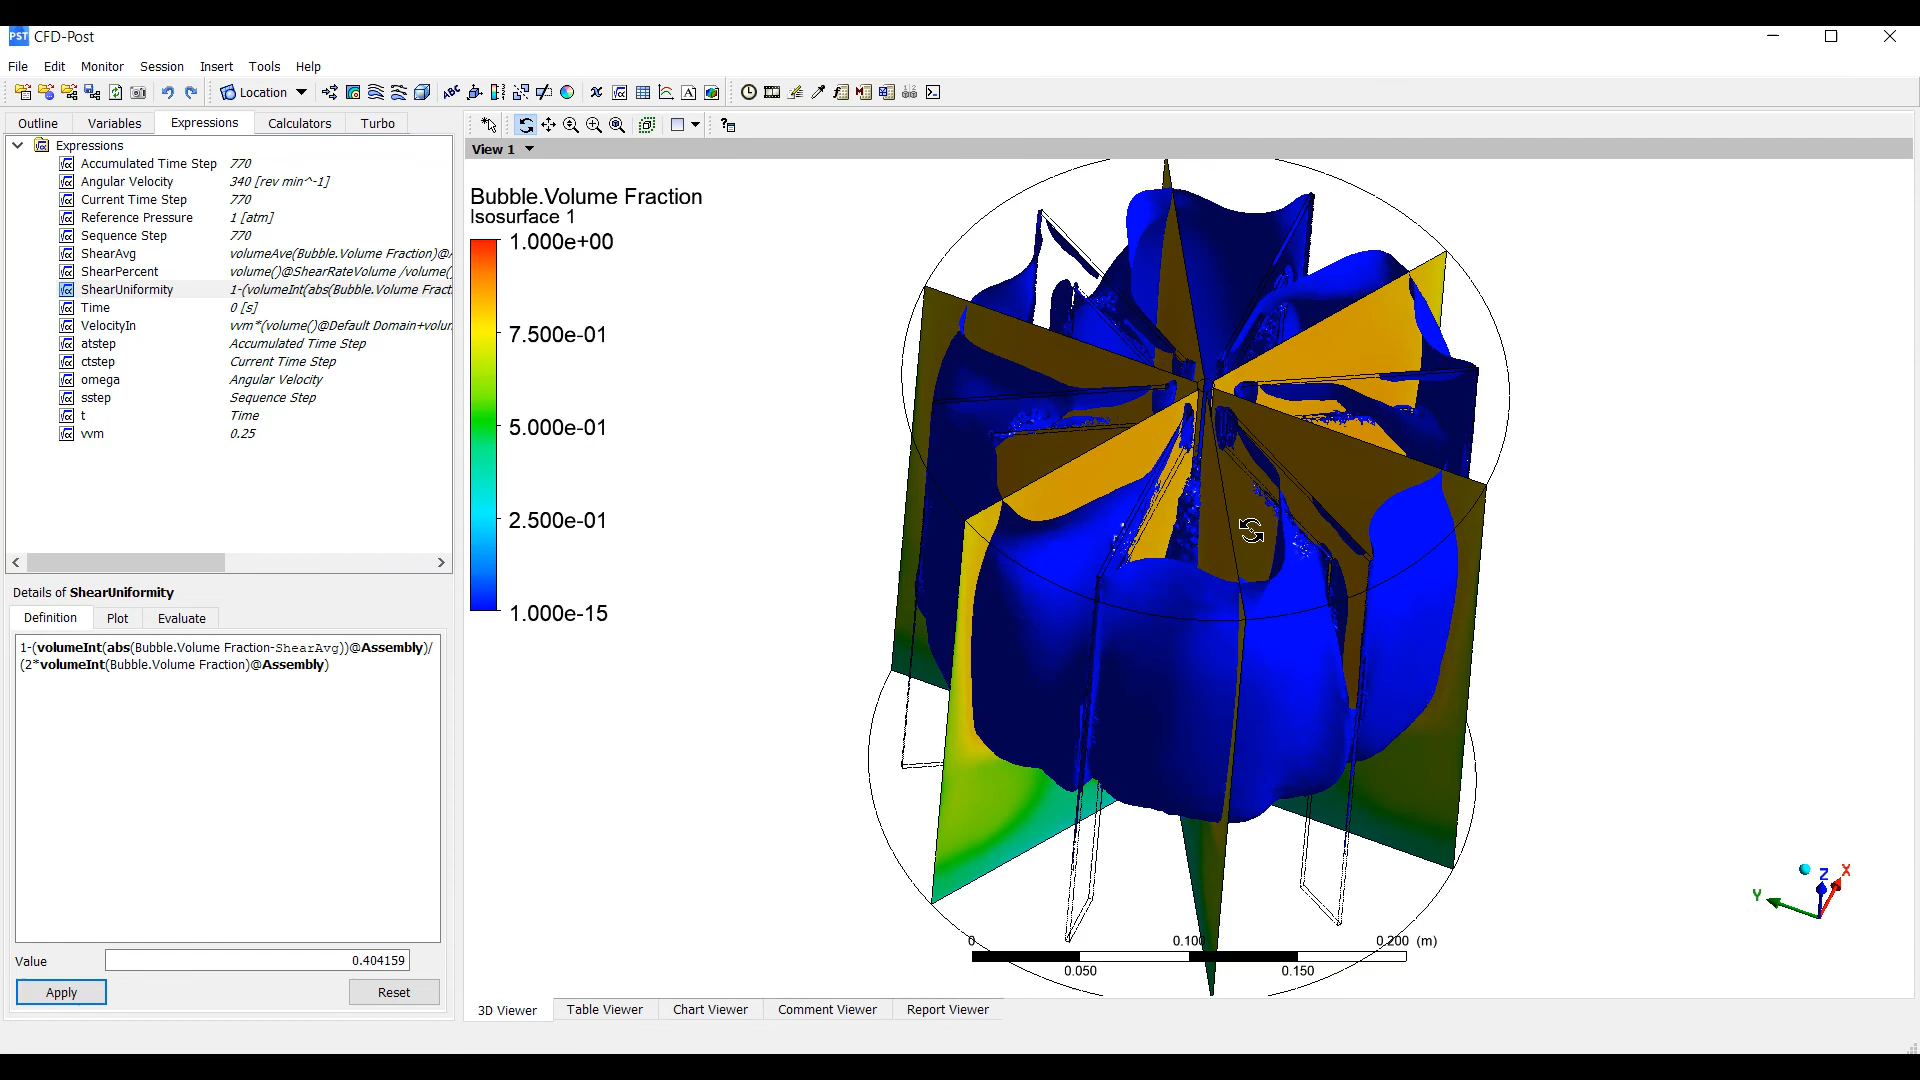 PST CFD-Post
File Edit Monitor Session Insert Tools Help
Location
Outline Variables Expressions Calculators Turbo
View 1
Expressions
Accumulated Time Step 770
Angular Velocity 340 [rev min^-1]
Current Time Step 770
Reference Pressure 1 [atm]
Sequence Step 770
ShearAvg volumeAve(Bubble.Volume Fraction)@
ShearPercent volume()@ShearRateVolume /volume(
ShearUniformity 1-(volumeInt(abs(Bubble.Volume Fract
Time 0 [s]
VelocityIn vvm*(volume()@Default Domain+volu
atstep Accumulated Time Step
ctstep Current Time Step
omega Angular Velocity
sstep Sequence Step
t Time
vvm 0.25
Details of ShearUniformity
Definition Plot Evaluate
1-(volumeInt(abs(Bubble.Volume Fraction-ShearAvg))@Assembly)/
(2*volumeInt(Bubble.Volume Fraction)@Assembly)
Value 0.404159
Apply Reset
Bubble.Volume Fraction
Isosurface 1
1.000e+00
7.500e-01
5.000e-01
2.500e-01
1.000e-15
Z X
Y
0 0.100 0.200 (m)
0.050 0.150
3D Viewer Table Viewer Chart Viewer Comment Viewer Report Viewer